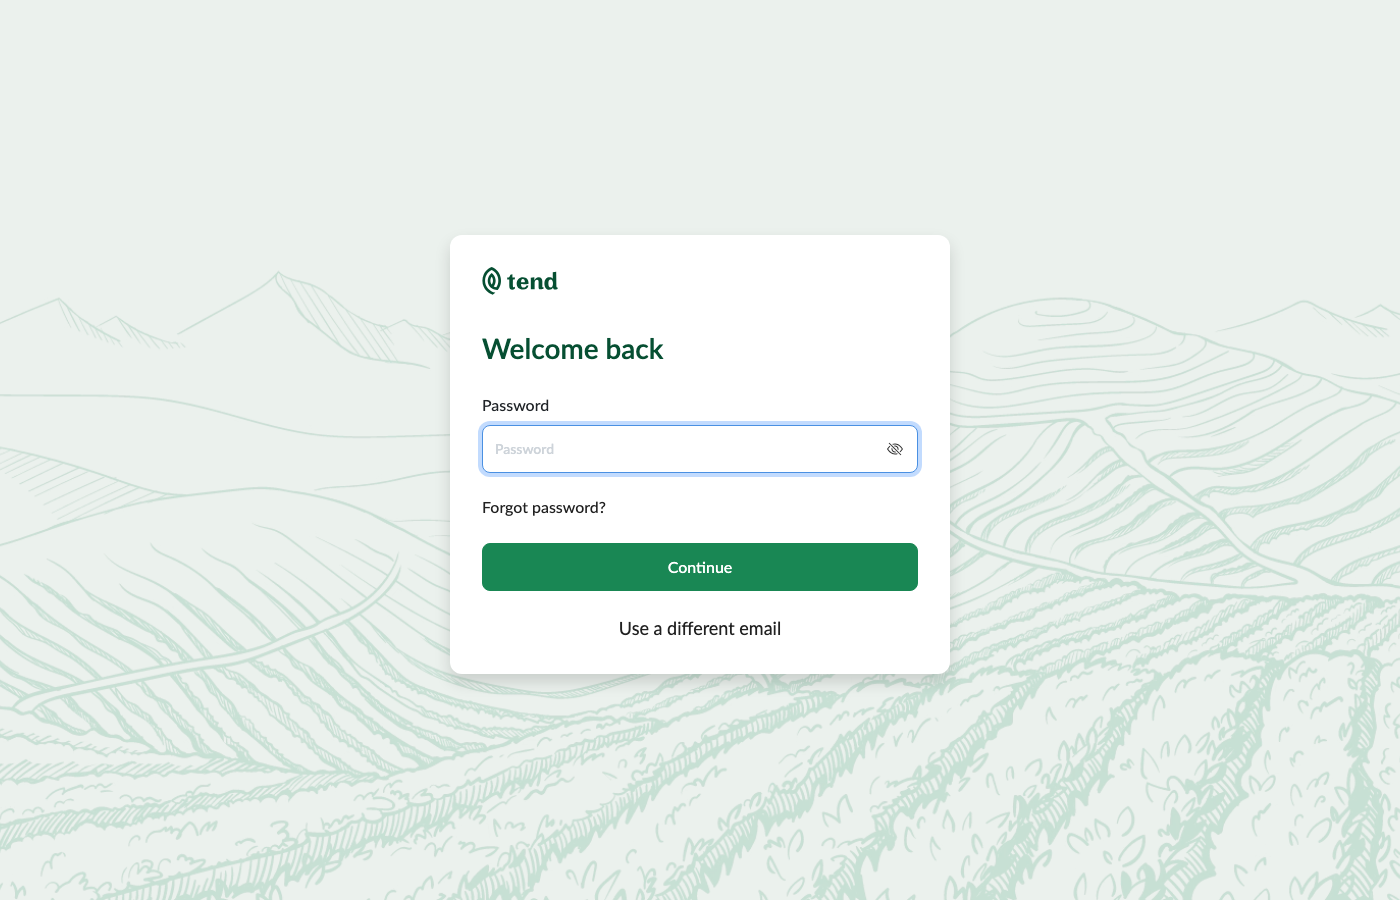 tend
Welcome back
Password
Password
Forgot password?
Continue
Use a different email